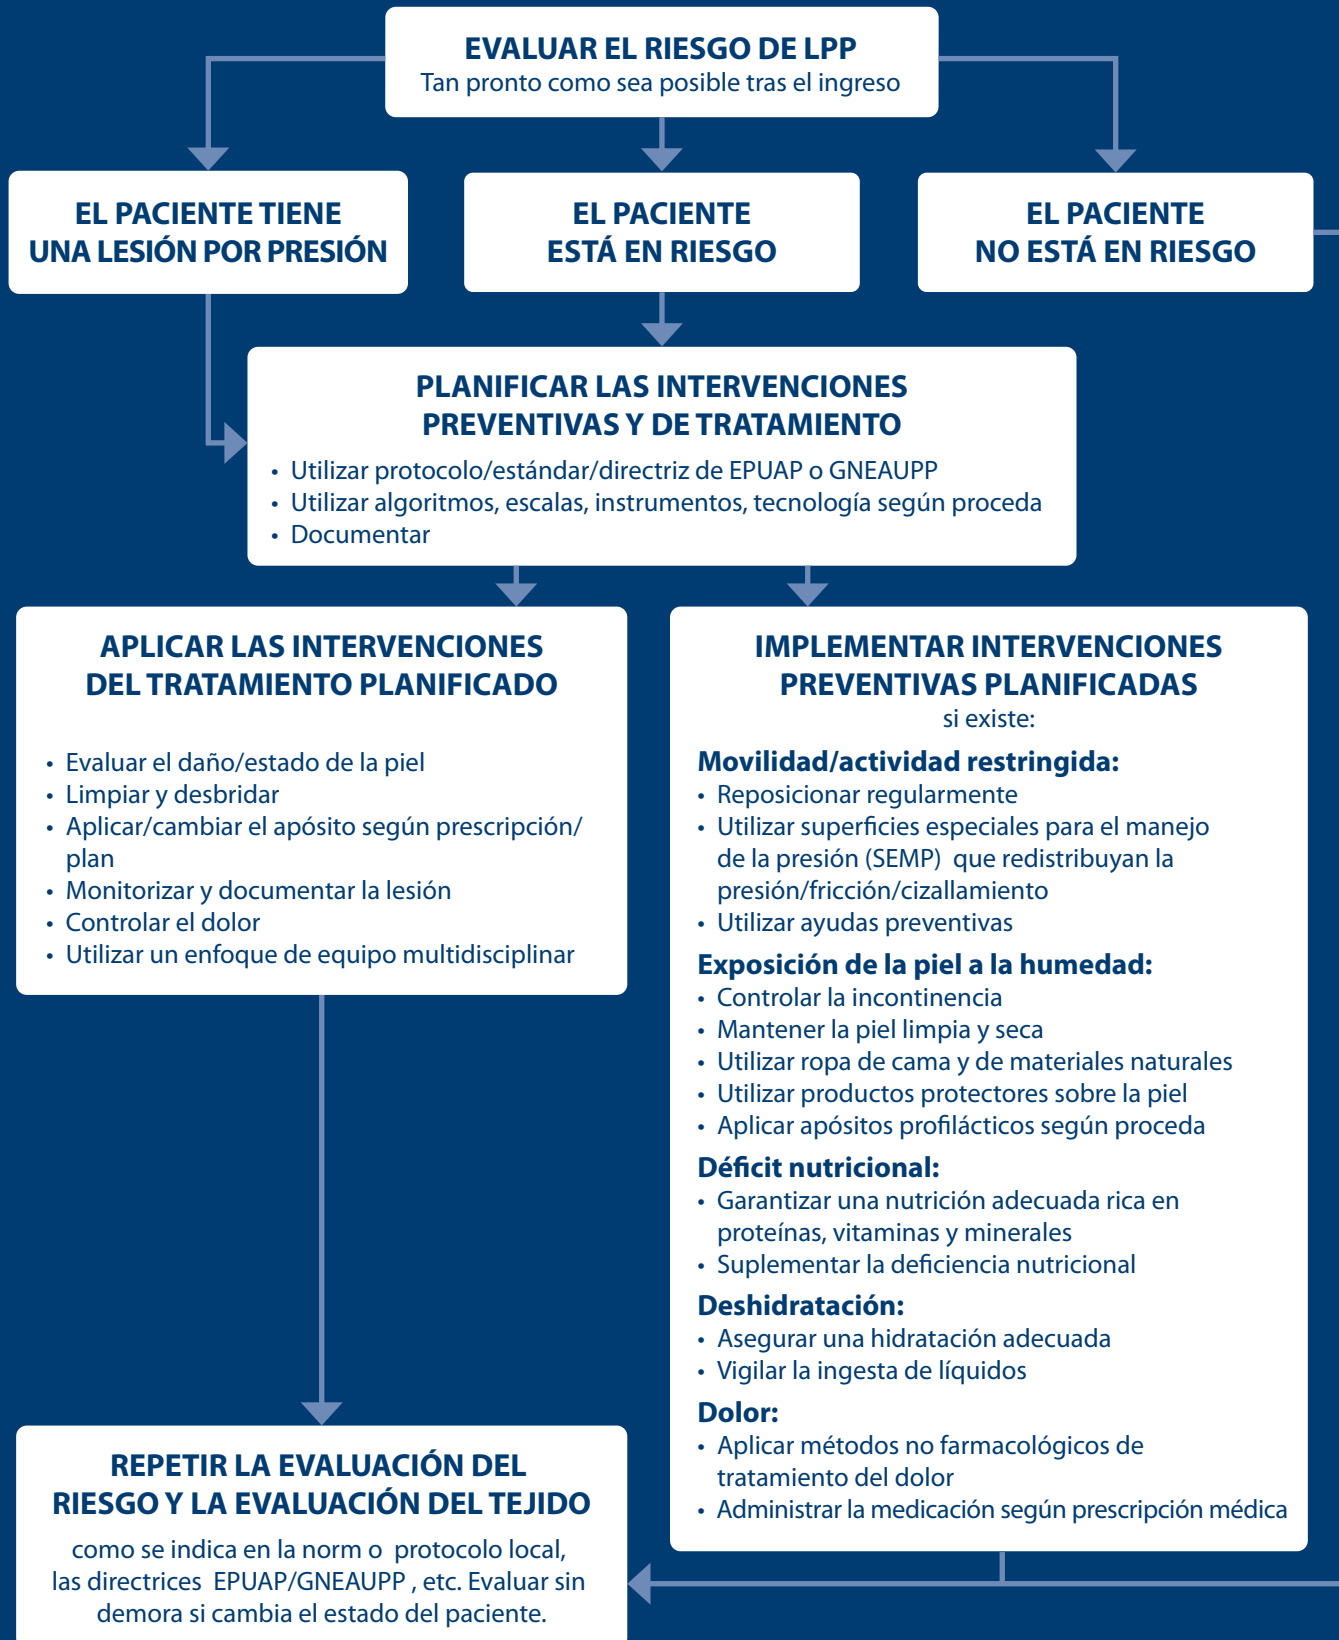 EVALUAR EL RIESGO DE LPP
Tan pronto como sea posible tras el ingreso
EL PACIENTE TIENE
UNA LESIÓN POR PRESIÓN
EL PACIENTE
ESTÁ EN RIESGO
EL PACIENTE
NO ESTÁ EN RIESGO
PLANIFICAR LAS INTERVENCIONES
PREVENTIVAS Y DE TRATAMIENTO
• Utilizar protocolo/estándar/directriz de EPUAP o GNEAUPP
• Utilizar algoritmos, escalas, instrumentos, tecnología según proceda
• Documentar
APLICAR LAS INTERVENCIONES
DEL TRATAMIENTO PLANIFICADO
• Evaluar el daño/estado de la piel
• Limpiar y desbridar
• Aplicar/cambiar el apósito según prescripción/
plan
• Monitorizar y documentar la lesión
• Controlar el dolor
• Utilizar un enfoque de equipo multidisciplinar
IMPLEMENTAR INTERVENCIONES
PREVENTIVAS PLANIFICADAS
si existe:
Movilidad/actividad restringida:
• Reposicionar regularmente
• Utilizar superficies especiales para el manejo
de la presión (SEMP) que redistribuyan la
presión/fricción/cizallamiento
• Utilizar ayudas preventivas
Exposición de la piel a la humedad:
• Controlar la incontinencia
• Mantener la piel limpia y seca
• Utilizar ropa de cama y de materiales naturales
• Utilizar productos protectores sobre la piel
• Aplicar apósitos profilácticos según proceda
Déficit nutricional:
• Garantizar una nutrición adecuada rica en
proteínas, vitaminas y minerales
• Suplementar la deficiencia nutricional
Deshidratación:
• Asegurar una hidratación adecuada
• Vigilar la ingesta de líquidos
Dolor:
• Aplicar métodos no farmacológicos de
tratamiento del dolor
• Administrar la medicación según prescripción médica
REPETIR LA EVALUACIÓN DEL
RIESGO Y LA EVALUACIÓN DEL TEJIDO
como se indica en la norm o protocolo local,
las directrices EPUAP/GNEAUPP , etc. Evaluar sin
demora si cambia el estado del paciente.